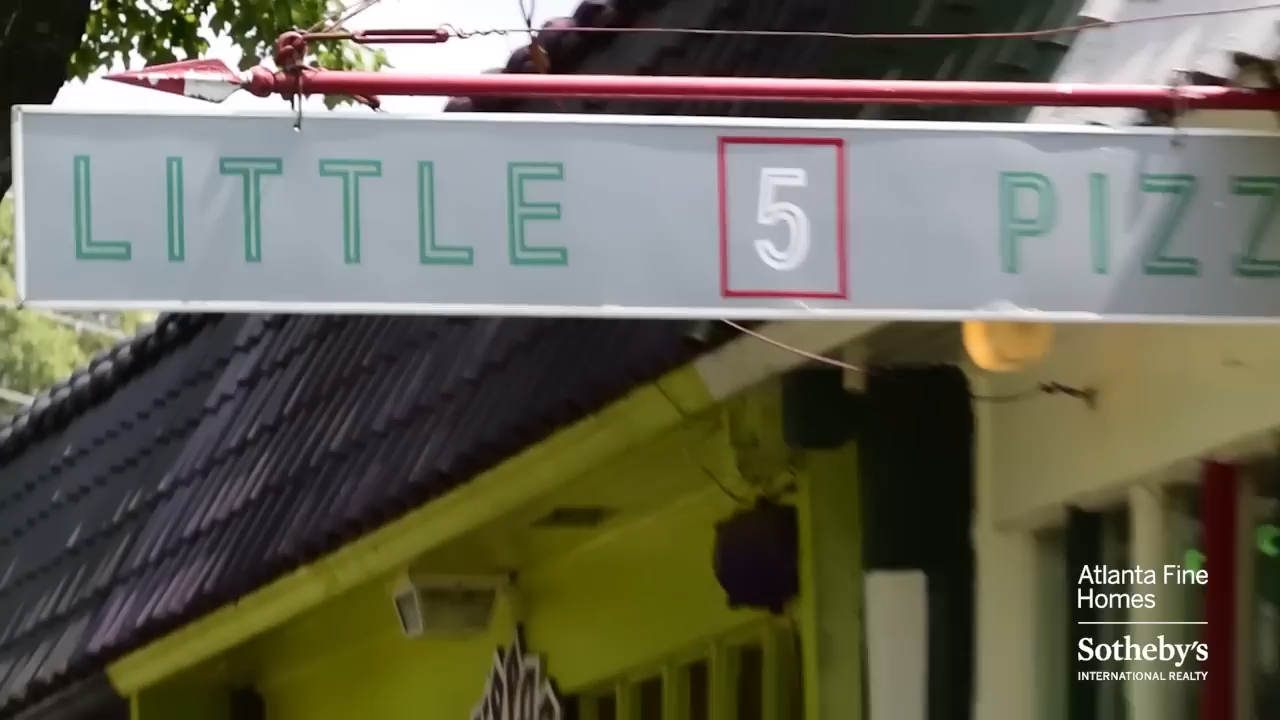 LITTLE 5 PIZZ
Atlanta Fine
Homes
Sotheby's
INTERNATIONAL REALTY